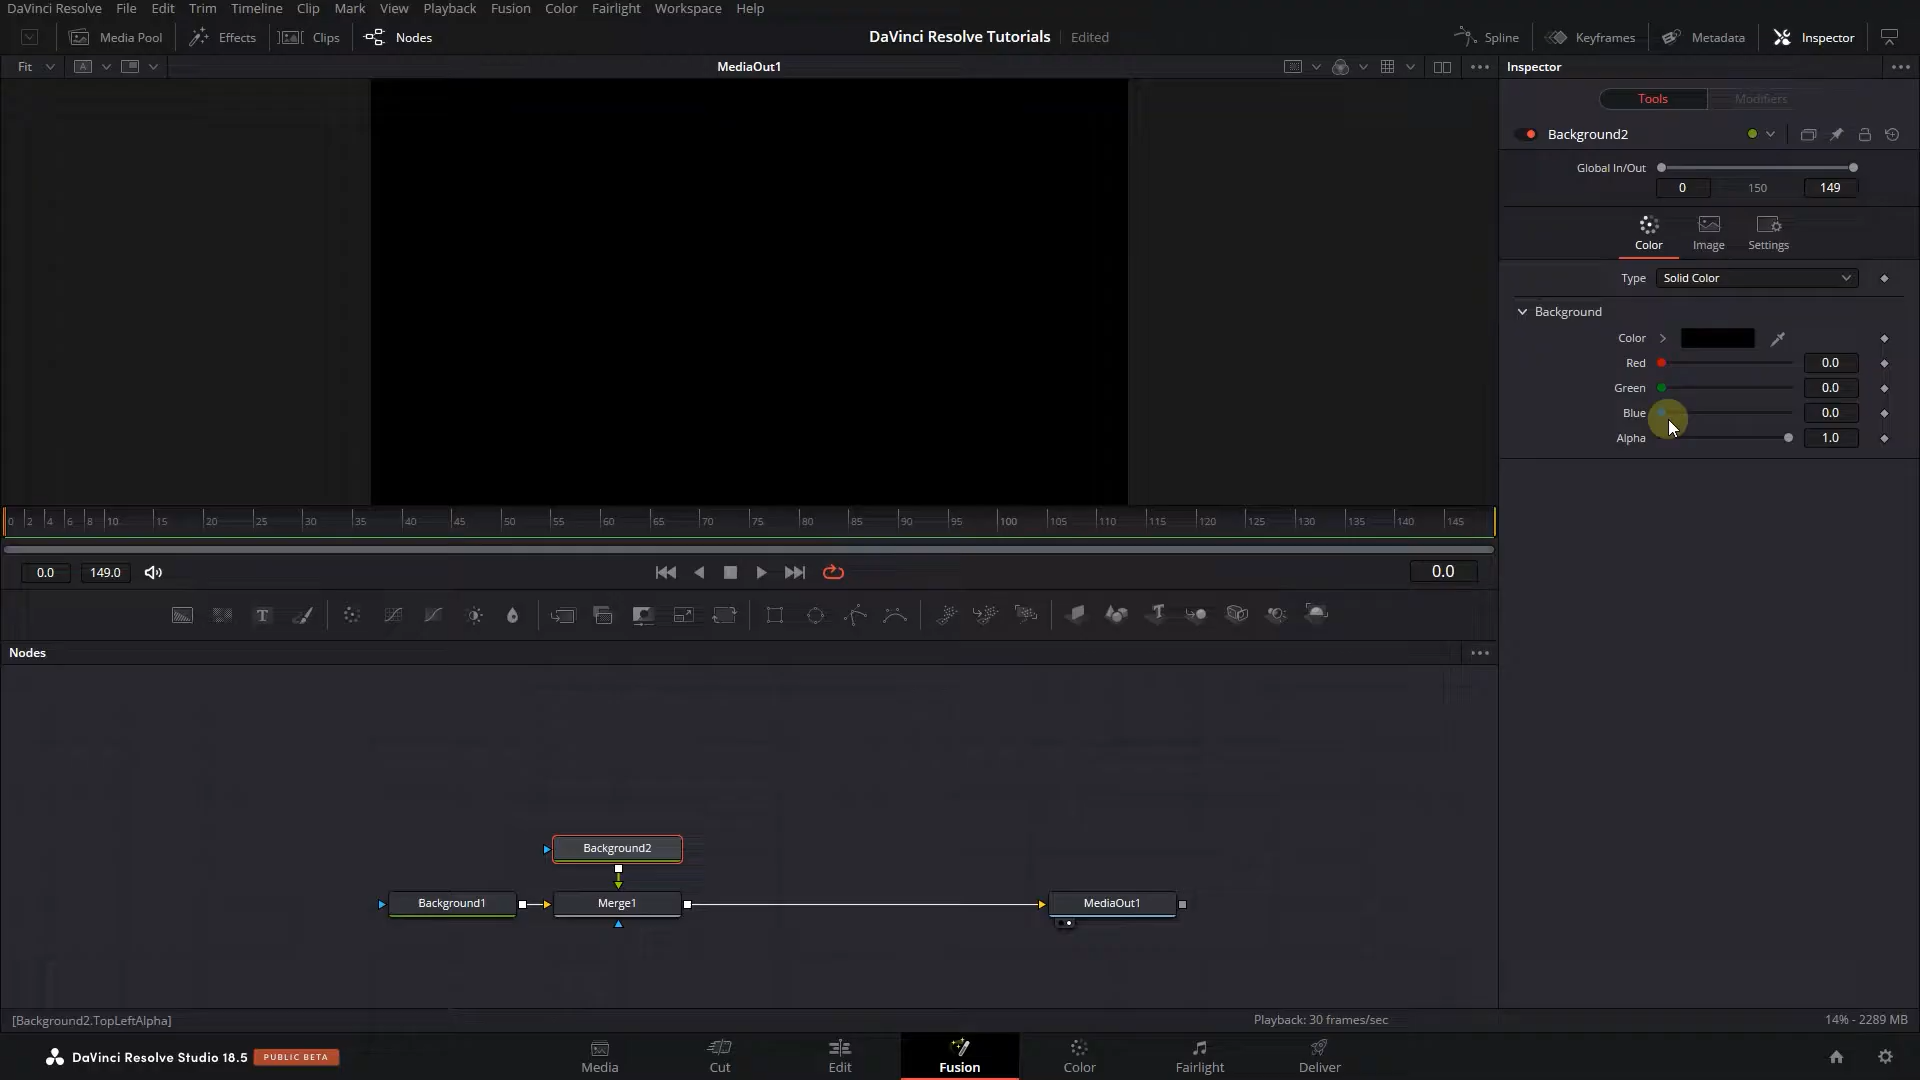 DaVinci Resolve File Edit Trim Timeline Clip Mark View Playback Fusion Color Fairlight Workspace Help
Media Pool Effects Clips Nodes DaVinci Resolve Tutorials Edited Spline Keyframes Metadata Inspector
Fit A MediaOut1 Inspector
Tools Modifiers
Background2
Global In/Out
0 150 149
Color Image Settings
Type Solid Color
Background
Color
Red 0.0
Green 0.0
Blue 0.0
Alpha 1.0
0 2 4 6 8 10 15 20 25 30 35 40 45 50 55 60 65 70 75 80 85 90 95 100 105 110 115 120 125 130 135 140 145
0.0 149.0 0.0
Nodes
Background2
Background1 Merge1 MediaOut1
[Background2.TopLeftAlpha] Playback: 30 frames/sec 14% - 2289 MB
DaVinci Resolve Studio 18.5 PUBLIC BETA
Media Cut Edit Fusion Color Fairlight Deliver